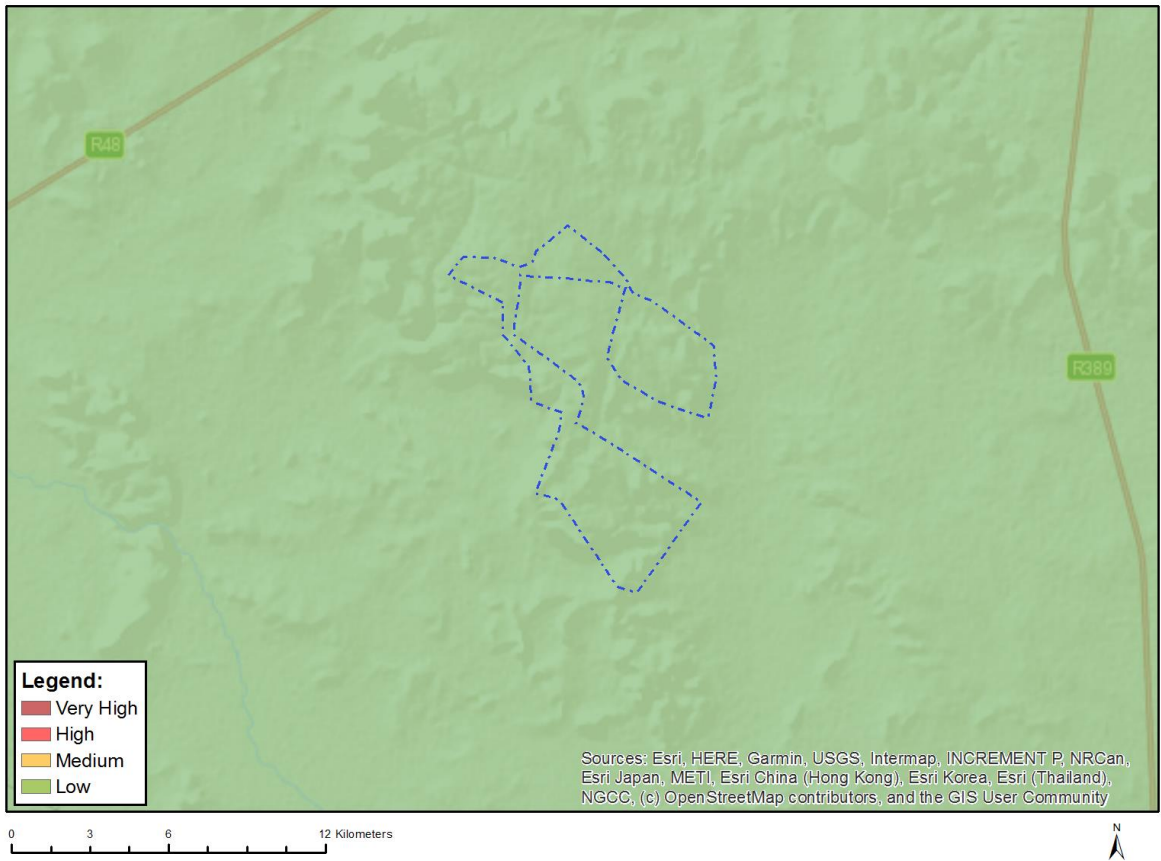 R48
R389
Legend:
Very High
High
Medium
Low
Sources: Esri, HERE, Garmin, USGS, Intermap, INCREMENT P, NRCan,
Esri Japan, METI, Esri China (Hong Kong), Esri Korea, Esri (Thailand),
NGCC, (c) OpenStreetMap contributors, and the GIS User Community
0 3 6 12 Kilometers
N